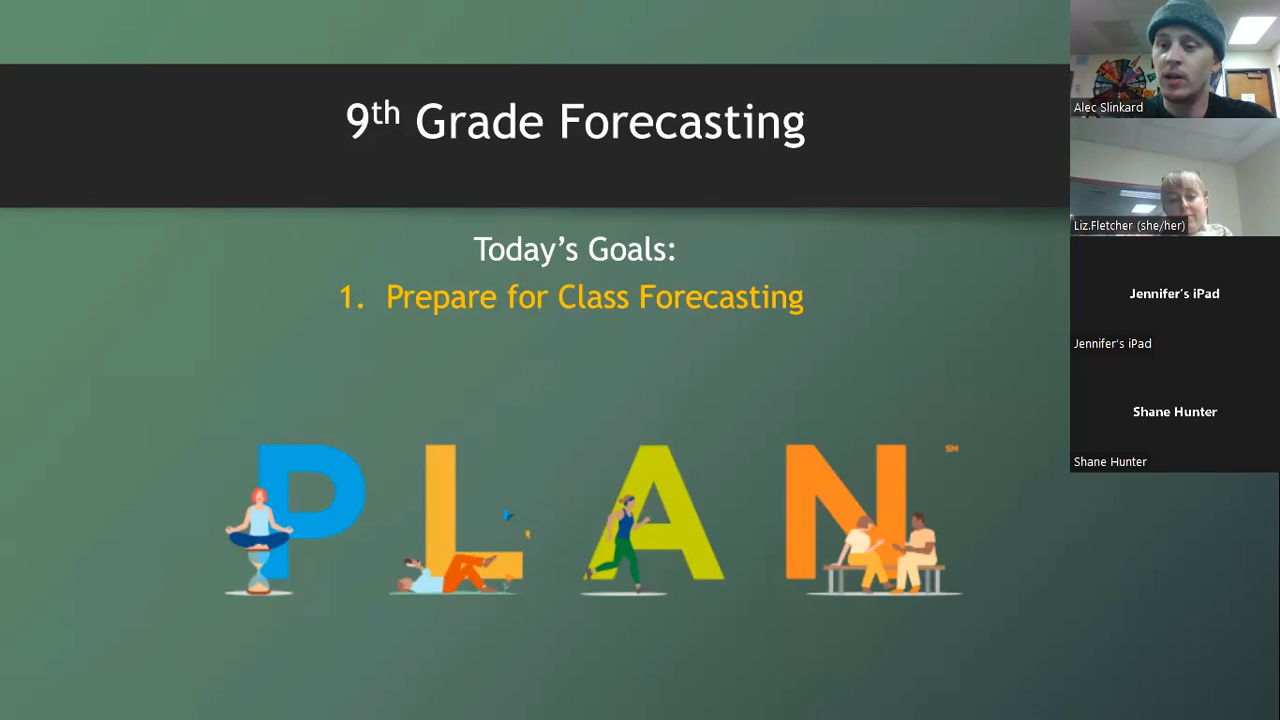 9th Grade Forecasting
Today's Goals:
1. Prepare for Class Forecasting
PLAN SM
Alec Slinkard
Liz.Fletcher (she/her)
Jennifer's iPad
Jennifer's iPad
Shane Hunter
Shane Hunter